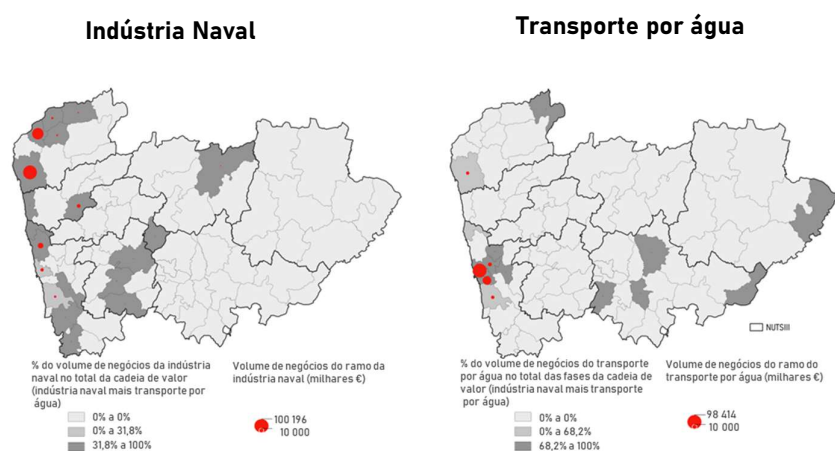 Indústria Naval
Transporte por água
NUTSIII
% do volume de negócios da indústria
naval no total da cadeia de valor
(indústria naval mais transporte por
água)
0% a 0%
0% a 31,8%
31,8% a 100%
Volume de negócios do ramo da
indústria naval (milhares €)
100 196
10 000
% do volume de negócios do transporte
por água no total das fases da cadeia de
valor (indústria naval mais transporte
por água)
0% a 0%
0% a 68,2%
68,2% a 100%
Volume de negócios do ramo do
transporte por água (milhares €)
98 414
10 000